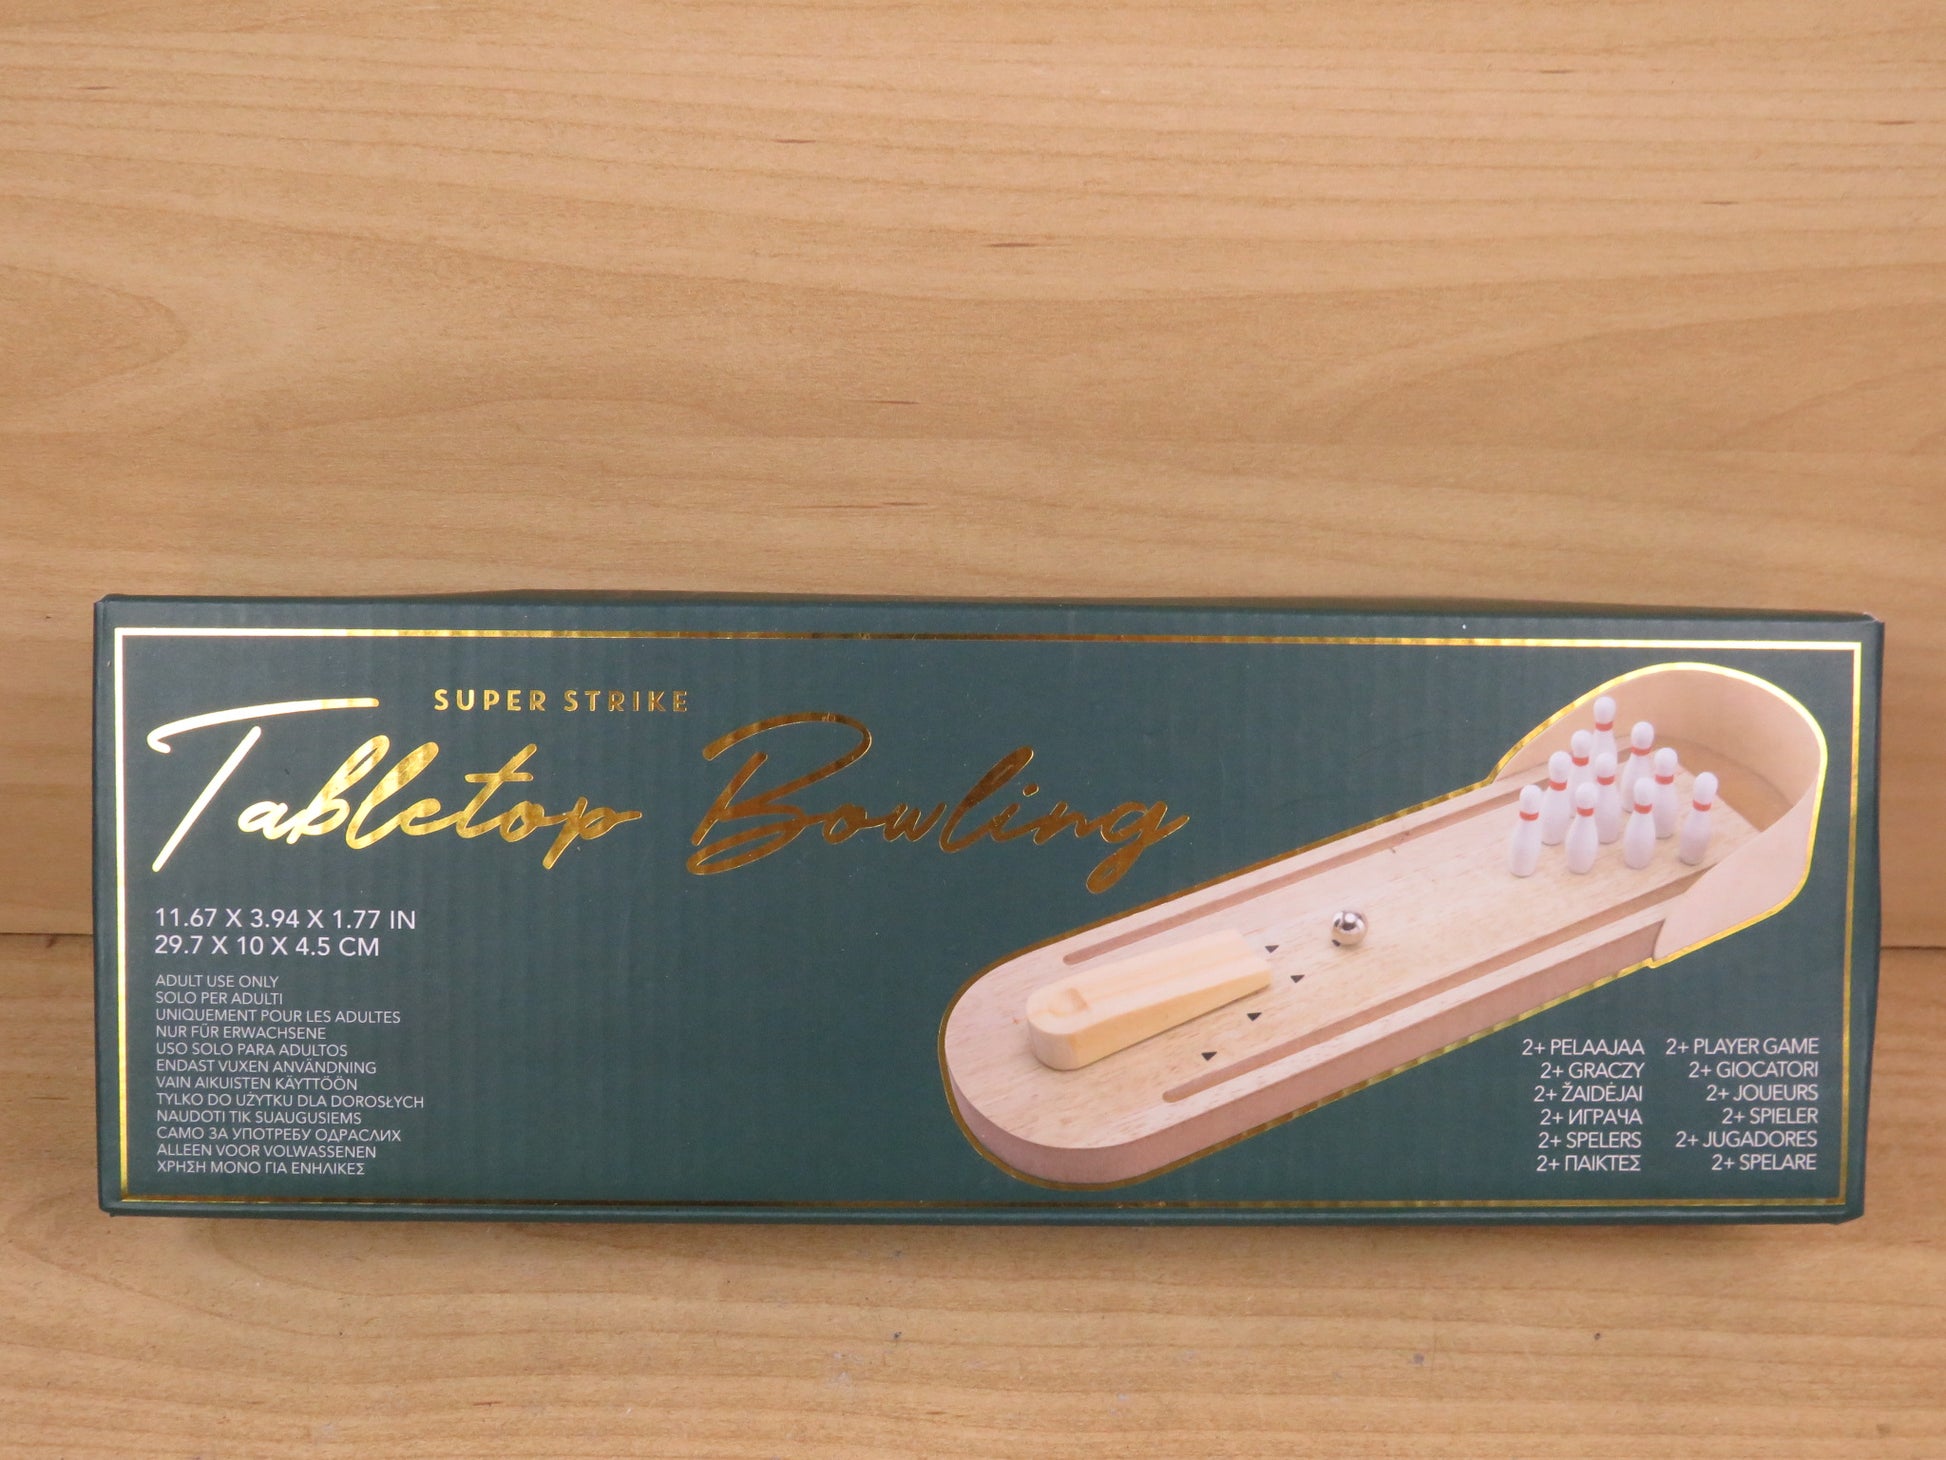 SUPER STRIKE
Tabletop Bowling
11.67 X 3.94 X 1.77 IN
29.7 X 10 X 4.5 CM
ADULT USE ONLY
SOLO PER ADULTI
UNIQUEMENT POUR LES ADULTES
NUR FÜR ERWACHSENE
USO SOLO PARA ADULTOS
ENDAST VUXEN ANVÄNDNING
VAIN AIKUISTEN KÄYTTÖÖN
TYLKO DO UŻYTKU DLA DOROSŁYCH
NAUDOTI TIK SUAUGUSIEMS
САМО ЗА УПОТРЕБУ ОДРАСЛИХ
ALLEEN VOOR VOLWASSENEN
ΧΡΗΣΗ ΜΟΝΟ ΓΙΑ ΕΝΗΛΙΚΕΣ
2+ PELAAJAA 2+ PLAYER GAME
2+ GRACZY 2+ GIOCATORI
2+ ŽAIDĖJAI 2+ JOUEURS
2+ ИГРАЧА 2+ SPIELER
2+ SPELERS 2+ JUGADORES
2+ ΠΑΙΚΤΕΣ 2+ SPELARE